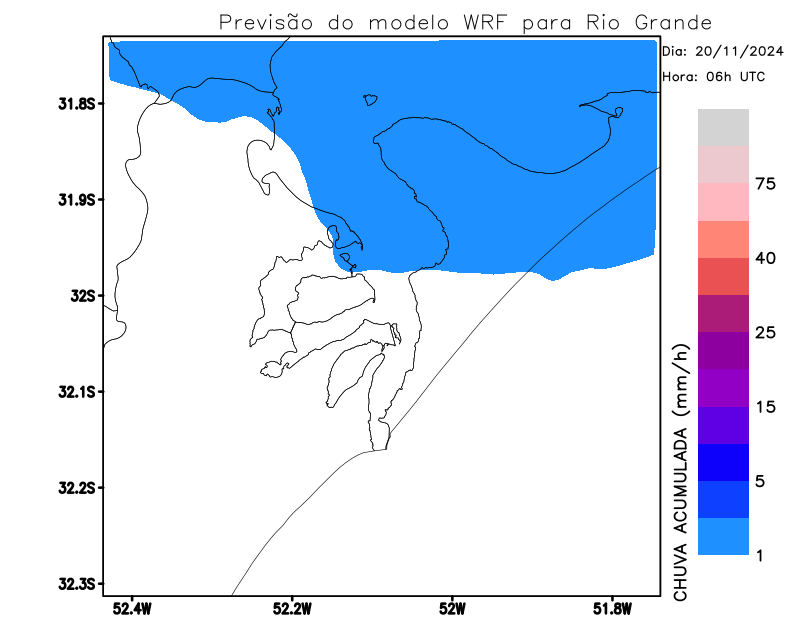 Previsão do modelo WRF para Rio Grande
Dia: 20/11/2024
Hora: 06h UTC
31.8S
31.9S
32S
32.1S
32.2S
32.3S
52.4W
52.2W
52W
51.8W
75
40
25
15
5
1
CHUVA ACUMULADA (mm/h)